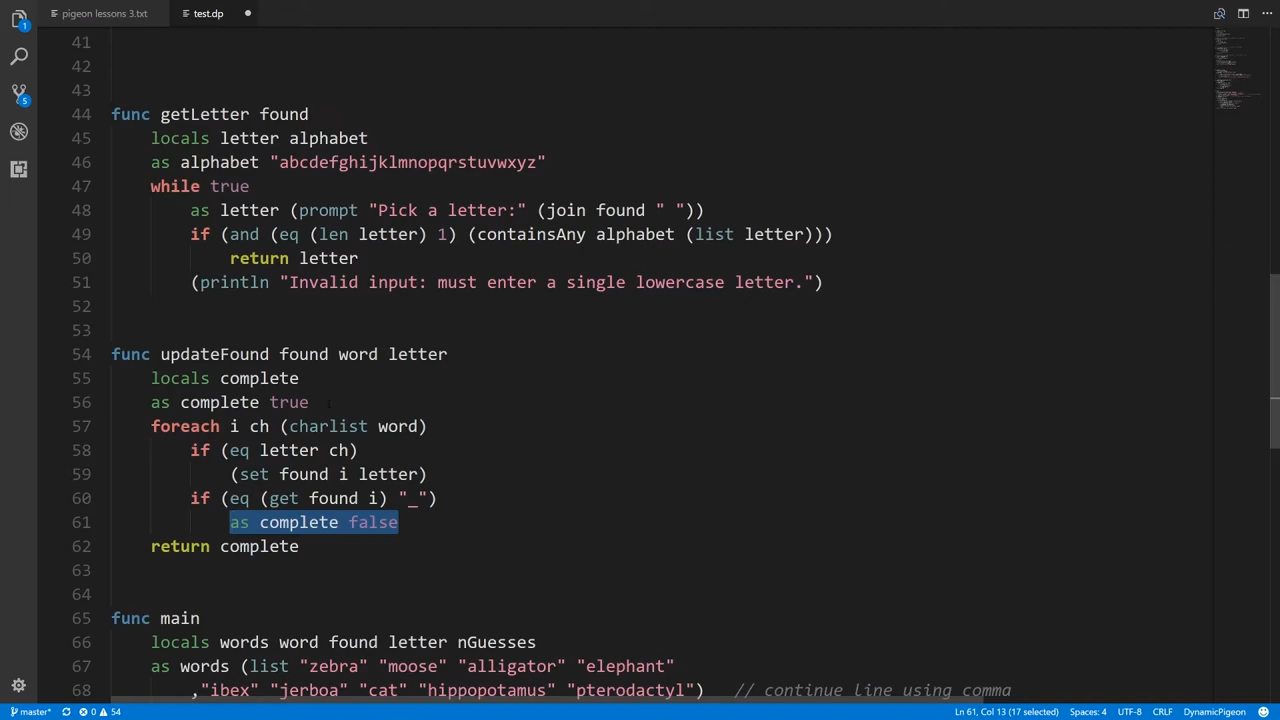 pigeon lessons 3.txt
test.dp
1
5
41
42
43
44 func getLetter found
45 locals letter alphabet
46 as alphabet "abcdefghijklmnopqrstuvwxyz"
47 while true
48 as letter (prompt "Pick a letter:" (join found " "))
49 if (and (eq (len letter) 1) (containsAny alphabet (list letter)))
50 return letter
51 (println "Invalid input: must enter a single lowercase letter.")
52
53
54 func updateFound found word letter
55 locals complete
56 as complete true
57 foreach i ch (charlist word)
58 if (eq letter ch)
59 (set found i letter)
60 if (eq (get found i) "_")
61 as complete false
62 return complete
63
64
65 func main
66 locals words word found letter nGuesses
67 as words (list "zebra" "moose" "alligator" "elephant"
68 ,"ibex" "jerboa" "cat" "hippopotamus" "pterodactyl") // continue line using comma
master* 0 54 Ln 61, Col 13 (17 selected) Spaces: 4 UTF-8 CRLF DynamicPigeon